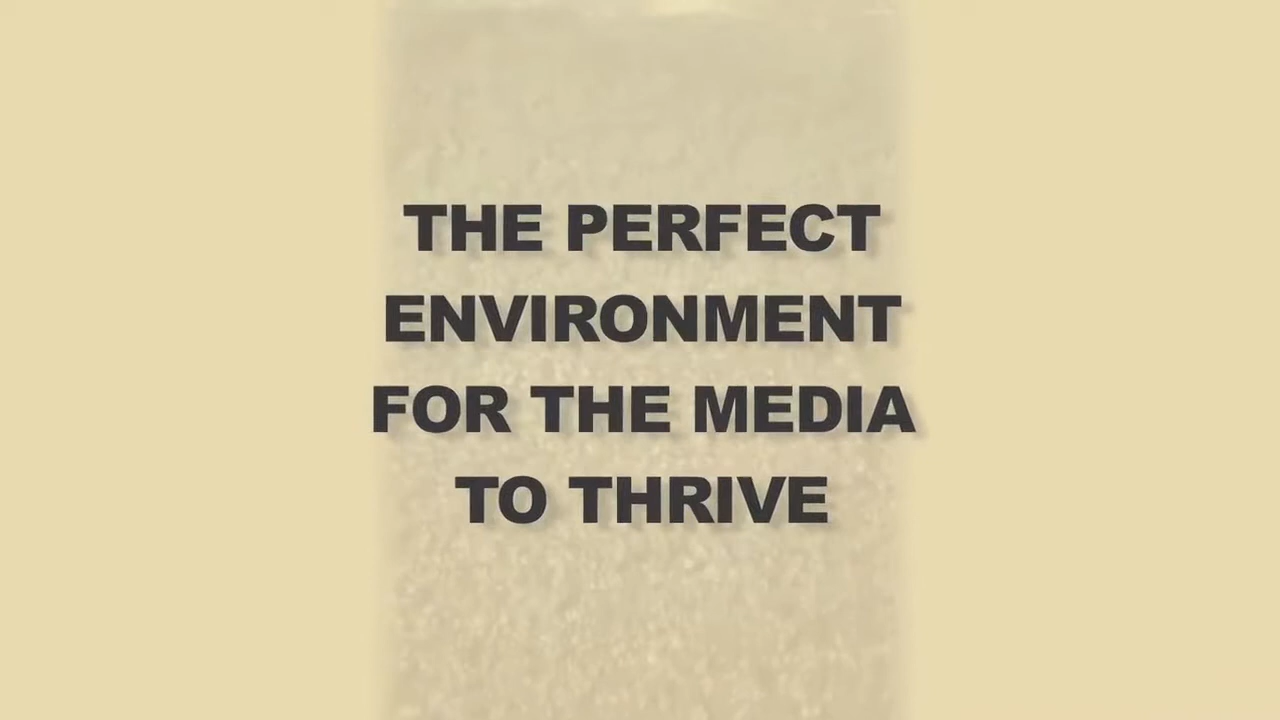 THE PERFECT
ENVIRONMENT
FOR THE MEDIA
TO THRIVE